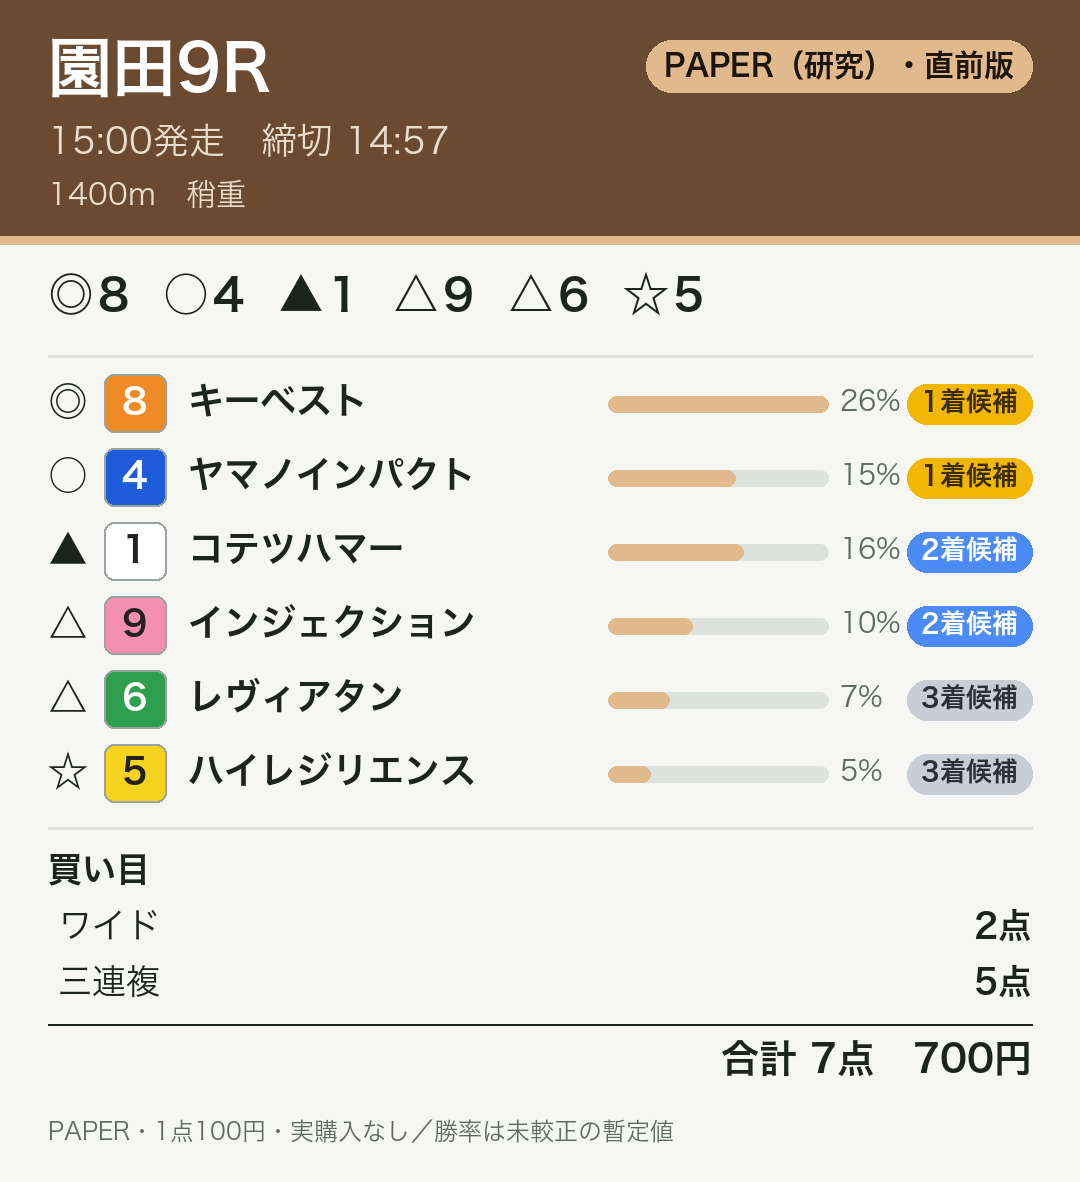 園田9R
PAPER（研究）・直前版
15:00発走　締切 14:57
1400m　稍重
◎8 ○4 ▲1 △9 △6 ☆5
◎ 8 キーベスト 26% 1着候補
○ 4 ヤマノインパクト 15% 1着候補
▲ 1 コテツハマー 16% 2着候補
△ 9 インジェクション 10% 2着候補
△ 6 レヴィアタン 7% 3着候補
☆ 5 ハイレジリエンス 5% 3着候補
買い目
ワイド 2点
三連複 5点
合計 7点　700円
PAPER・1点100円・実購入なし／勝率は未較正の暫定値